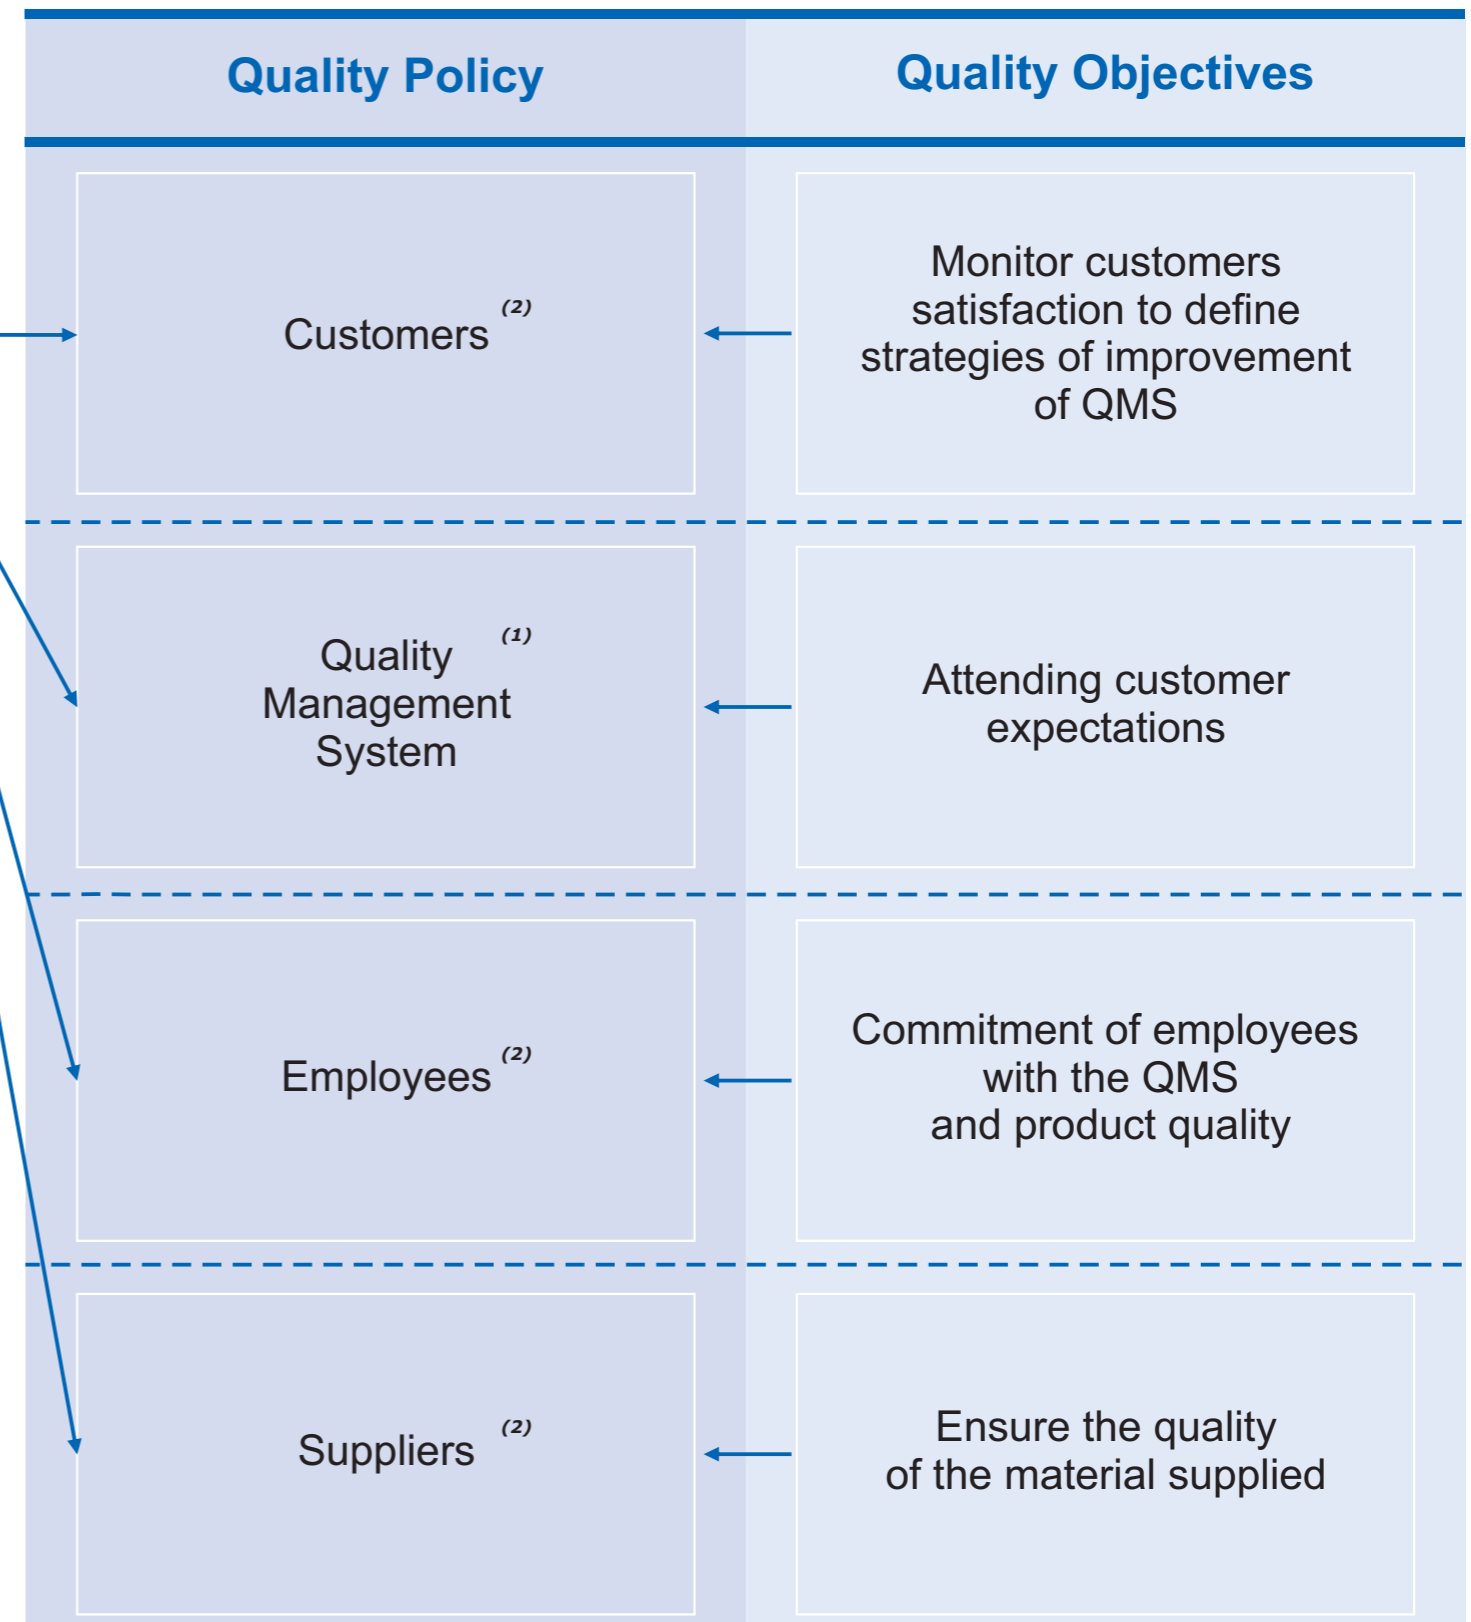 Quality Policy
Quality Objectives
Customers (2)
Monitor customers
satisfaction to define
strategies of improvement
of QMS
Quality (1)
Management
System
Attending customer
expectations
Employees (2)
Commitment of employees
with the QMS
and product quality
Suppliers (2)
Ensure the quality
of the material supplied